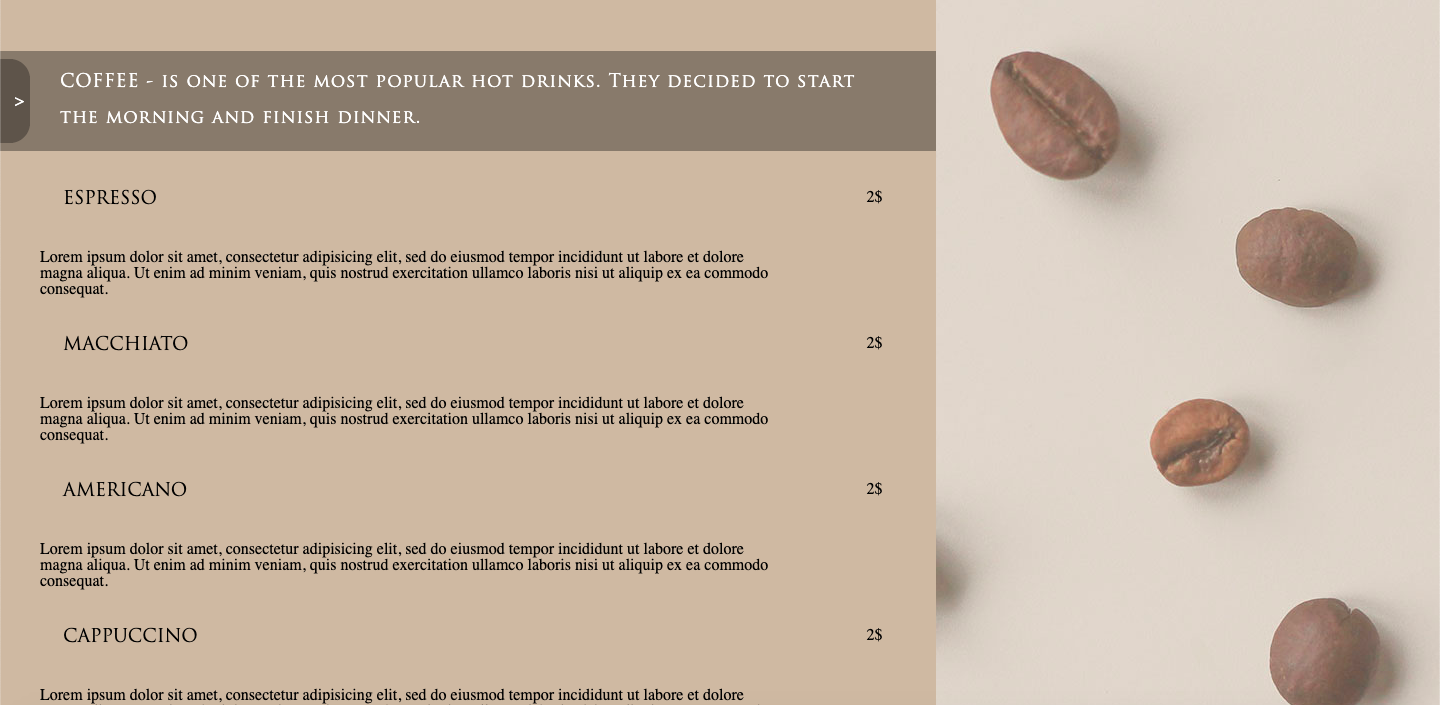 COFFEE - is one of the most popular hot drinks. They decided to start
>
the morning and finish dinner.
ESPRESSO 2$
Lorem ipsum dolor sit amet, consectetur adipisicing elit, sed do eiusmod tempor incididunt ut labore et dolore
magna aliqua. Ut enim ad minim veniam, quis nostrud exercitation ullamco laboris nisi ut aliquip ex ea commodo
consequat.
MACCHIATO 2$
Lorem ipsum dolor sit amet, consectetur adipisicing elit, sed do eiusmod tempor incididunt ut labore et dolore
magna aliqua. Ut enim ad minim veniam, quis nostrud exercitation ullamco laboris nisi ut aliquip ex ea commodo
consequat.
AMERICANO 2$
Lorem ipsum dolor sit amet, consectetur adipisicing elit, sed do eiusmod tempor incididunt ut labore et dolore
magna aliqua. Ut enim ad minim veniam, quis nostrud exercitation ullamco laboris nisi ut aliquip ex ea commodo
consequat.
CAPPUCCINO 2$
Lorem ipsum dolor sit amet, consectetur adipisicing elit, sed do eiusmod tempor incididunt ut labore et dolore